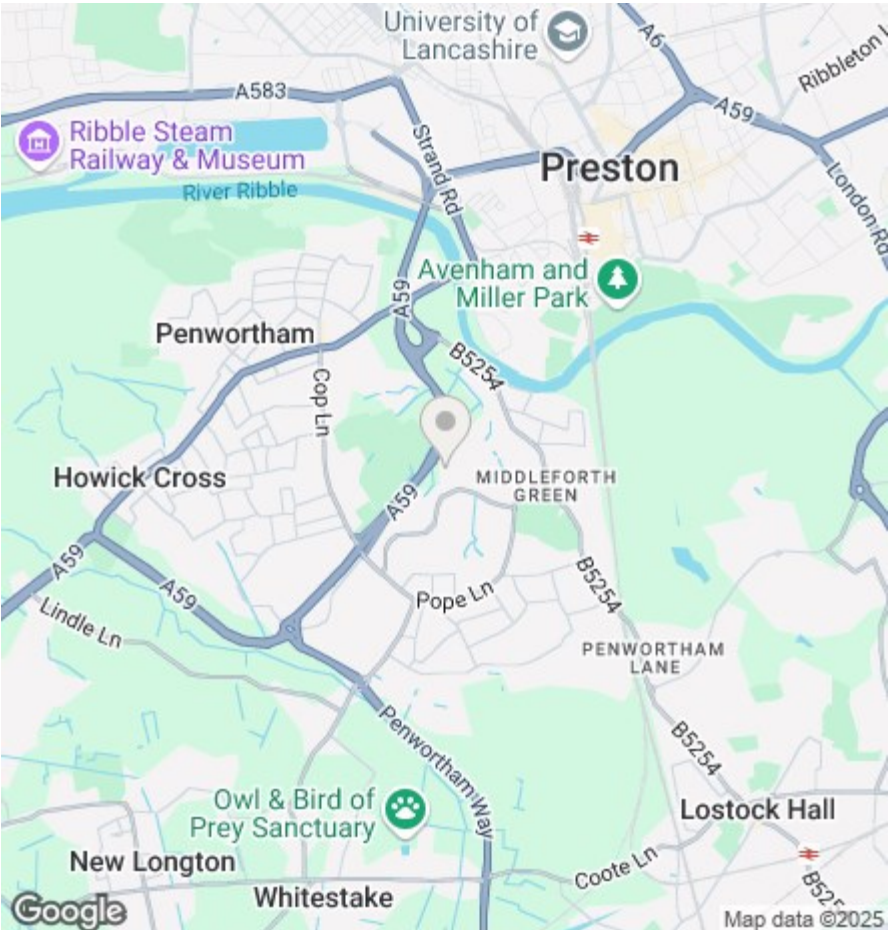 University of
Lancashire
A6
Ribbleton L
A583
A59
Ribble Steam
Railway & Museum
Strand Rd
Preston
London Rd
River Ribble
Avenham and
Miller Park
A59
Penwortham
B5254
Cop Ln
Howick Cross
MIDDLEFORTH
GREEN
A59
A59
A59
B5254
Pope Ln
Lindle Ln
PENWORTHAM
LANE
Penwortham Way
B5254
Owl & Bird of
Prey Sanctuary
Lostock Hall
New Longton
Coote Ln
Whitestake
B525
Google
Map data ©2025